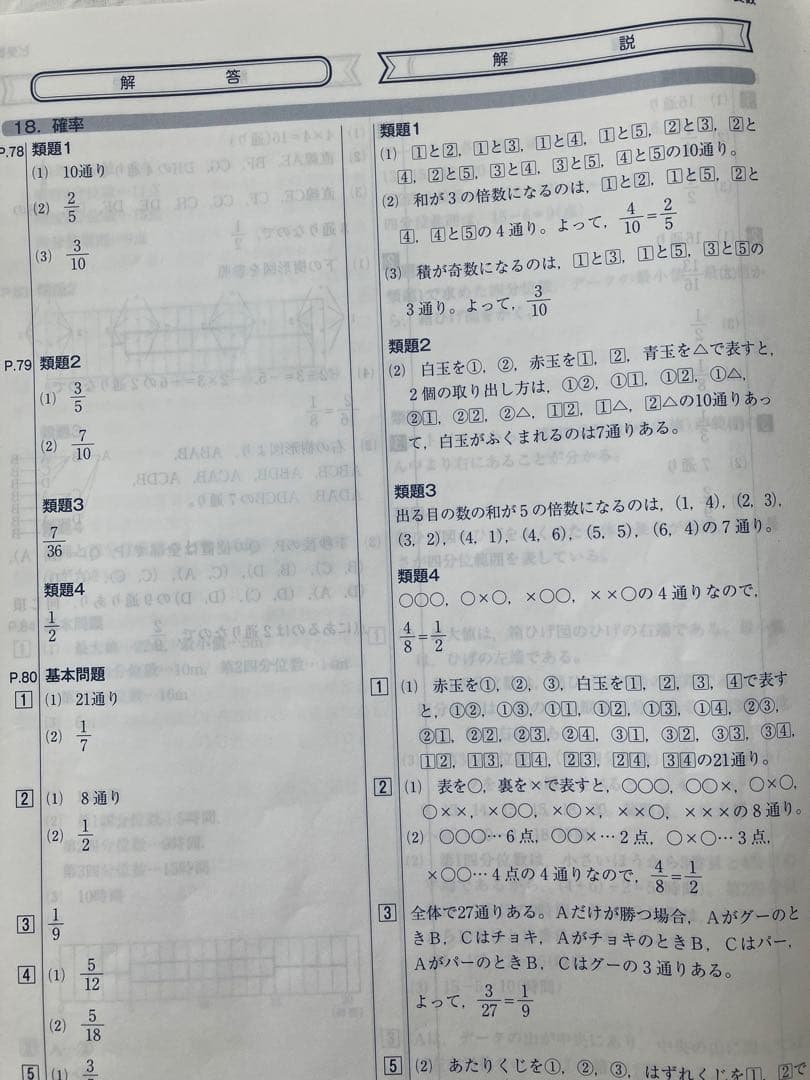 解答
解説
18. 確率
P.78 類題1
(1) 10通り
(2) 2/5
(3) 3/10
P.79 類題2
(1) 3/5
(2) 7/10
類題3
7/36
類題4
1/2
P.80 基本問題
1 (1) 21通り
(2) 1/7
2 (1) 8通り
(2) 1/2
3 1/9
4 (1) 5/12
(2) 5/18
5 (1)
類題1
(1) 1と2, 1と3, 1と4, 1と5, 2と3, 2と
4, 2と5, 3と4, 3と5, 4と5の10通り。
(2) 和が3の倍数になるのは, 1と2, 1と5, 2と
4, 4と5の4通り。よって, 4/10=2/5
(3) 積が奇数になるのは, 1と3, 1と5, 3と5の
3通り。よって, 3/10
類題2
(2) 白玉を①, ②, 赤玉を1, 2, 青玉を△で表すと,
2個の取り出し方は, ①②, ①1, ①2, ①△,
②1, ②2, ②△, 12, 1△, 2△の10通りあっ
て, 白玉がふくまれるのは7通りある。
類題3
出る目の数の和が5の倍数になるのは, (1, 4), (2, 3),
(3, 2), (4, 1), (4, 6), (5, 5), (6, 4)の7通り。
類題4
○○○, ○×○, ×○○, ××○の4通りなので,
4/8=1/2
1 (1) 赤玉を①, ②, ③, 白玉を1, 2, 3, 4で表す
と, ①②, ①③, ①1, ①2, ①3, ①4, ②③,
②1, ②2, ②3, ②4, ③1, ③2, ③3, ③4,
12, 13, 14, 23, 24, 34の21通り。
2 (1) 表を○, 裏を×で表すと, ○○○, ○○×, ○×○,
○××, ×○○, ×○×, ××○, ×××の8通り。
(2) ○○○…6点, ○○×…2点, ○×○…3点,
×○○…4点の4通りなので, 4/8=1/2
3 全体で27通りある。Aだけが勝つ場合, Aがグーのと
きB, Cはチョキ, AがチョキのときB, Cはパー,
AがパーのときB, Cはグーの3通りある。
よって, 3/27=1/9
5 (2) あたりくじを①, ②, ③, はずれくじを1, 2で